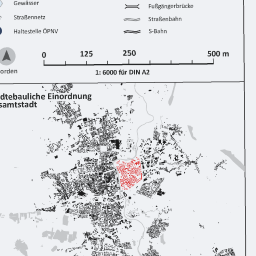 Gewässer
Fußgängerbrücke
Straßennetz
Straßenbahn
Haltestelle ÖPNV
S-Bahn
orden
0 125 250 500 m
1: 6000 für DIN A2
dtebauliche Einordnung
samtstadt